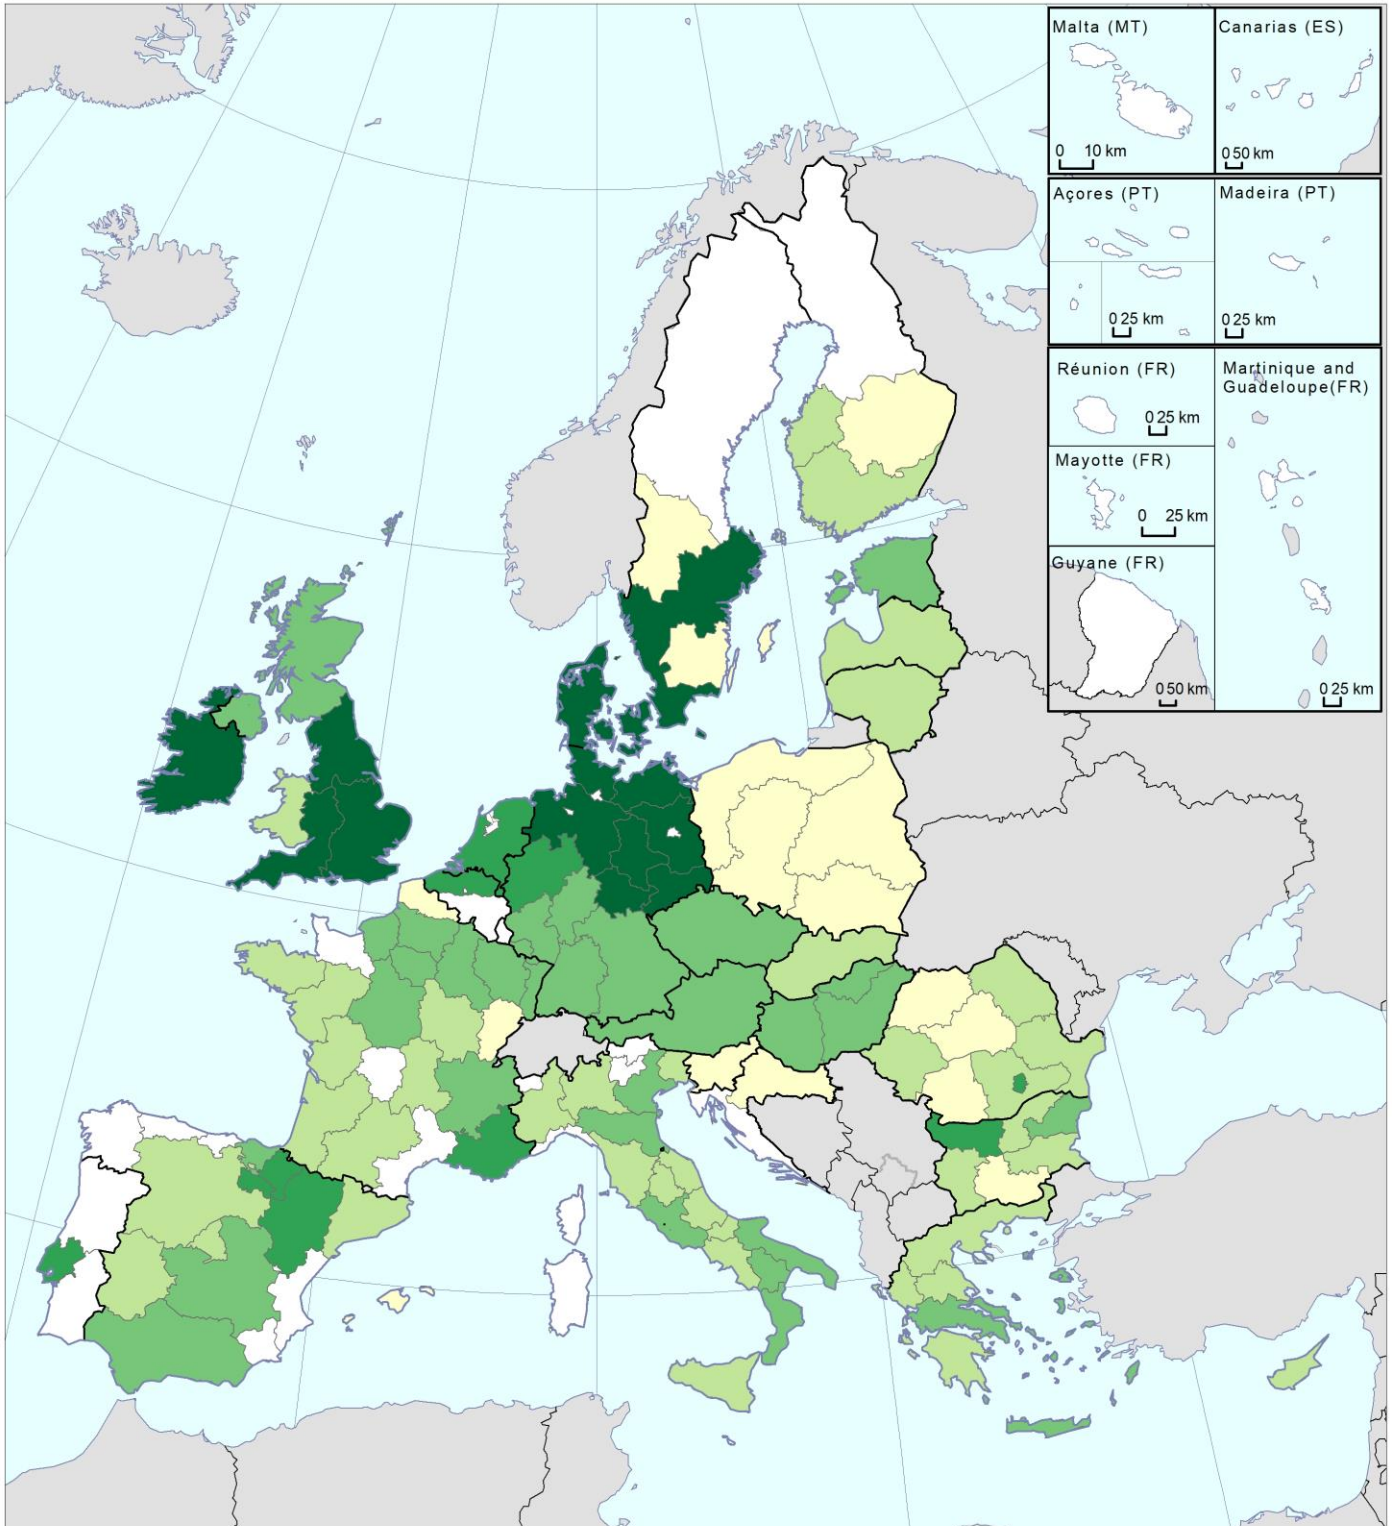 Malta (MT)
0 10 km
Canarias (ES)
0 50 km
Açores (PT)
0 25 km
Madeira (PT)
0 25 km
Réunion (FR)
0 25 km
Martinique and
Guadeloupe(FR)
0 25 km
Mayotte (FR)
0 25 km
Guyane (FR)
0 50 km